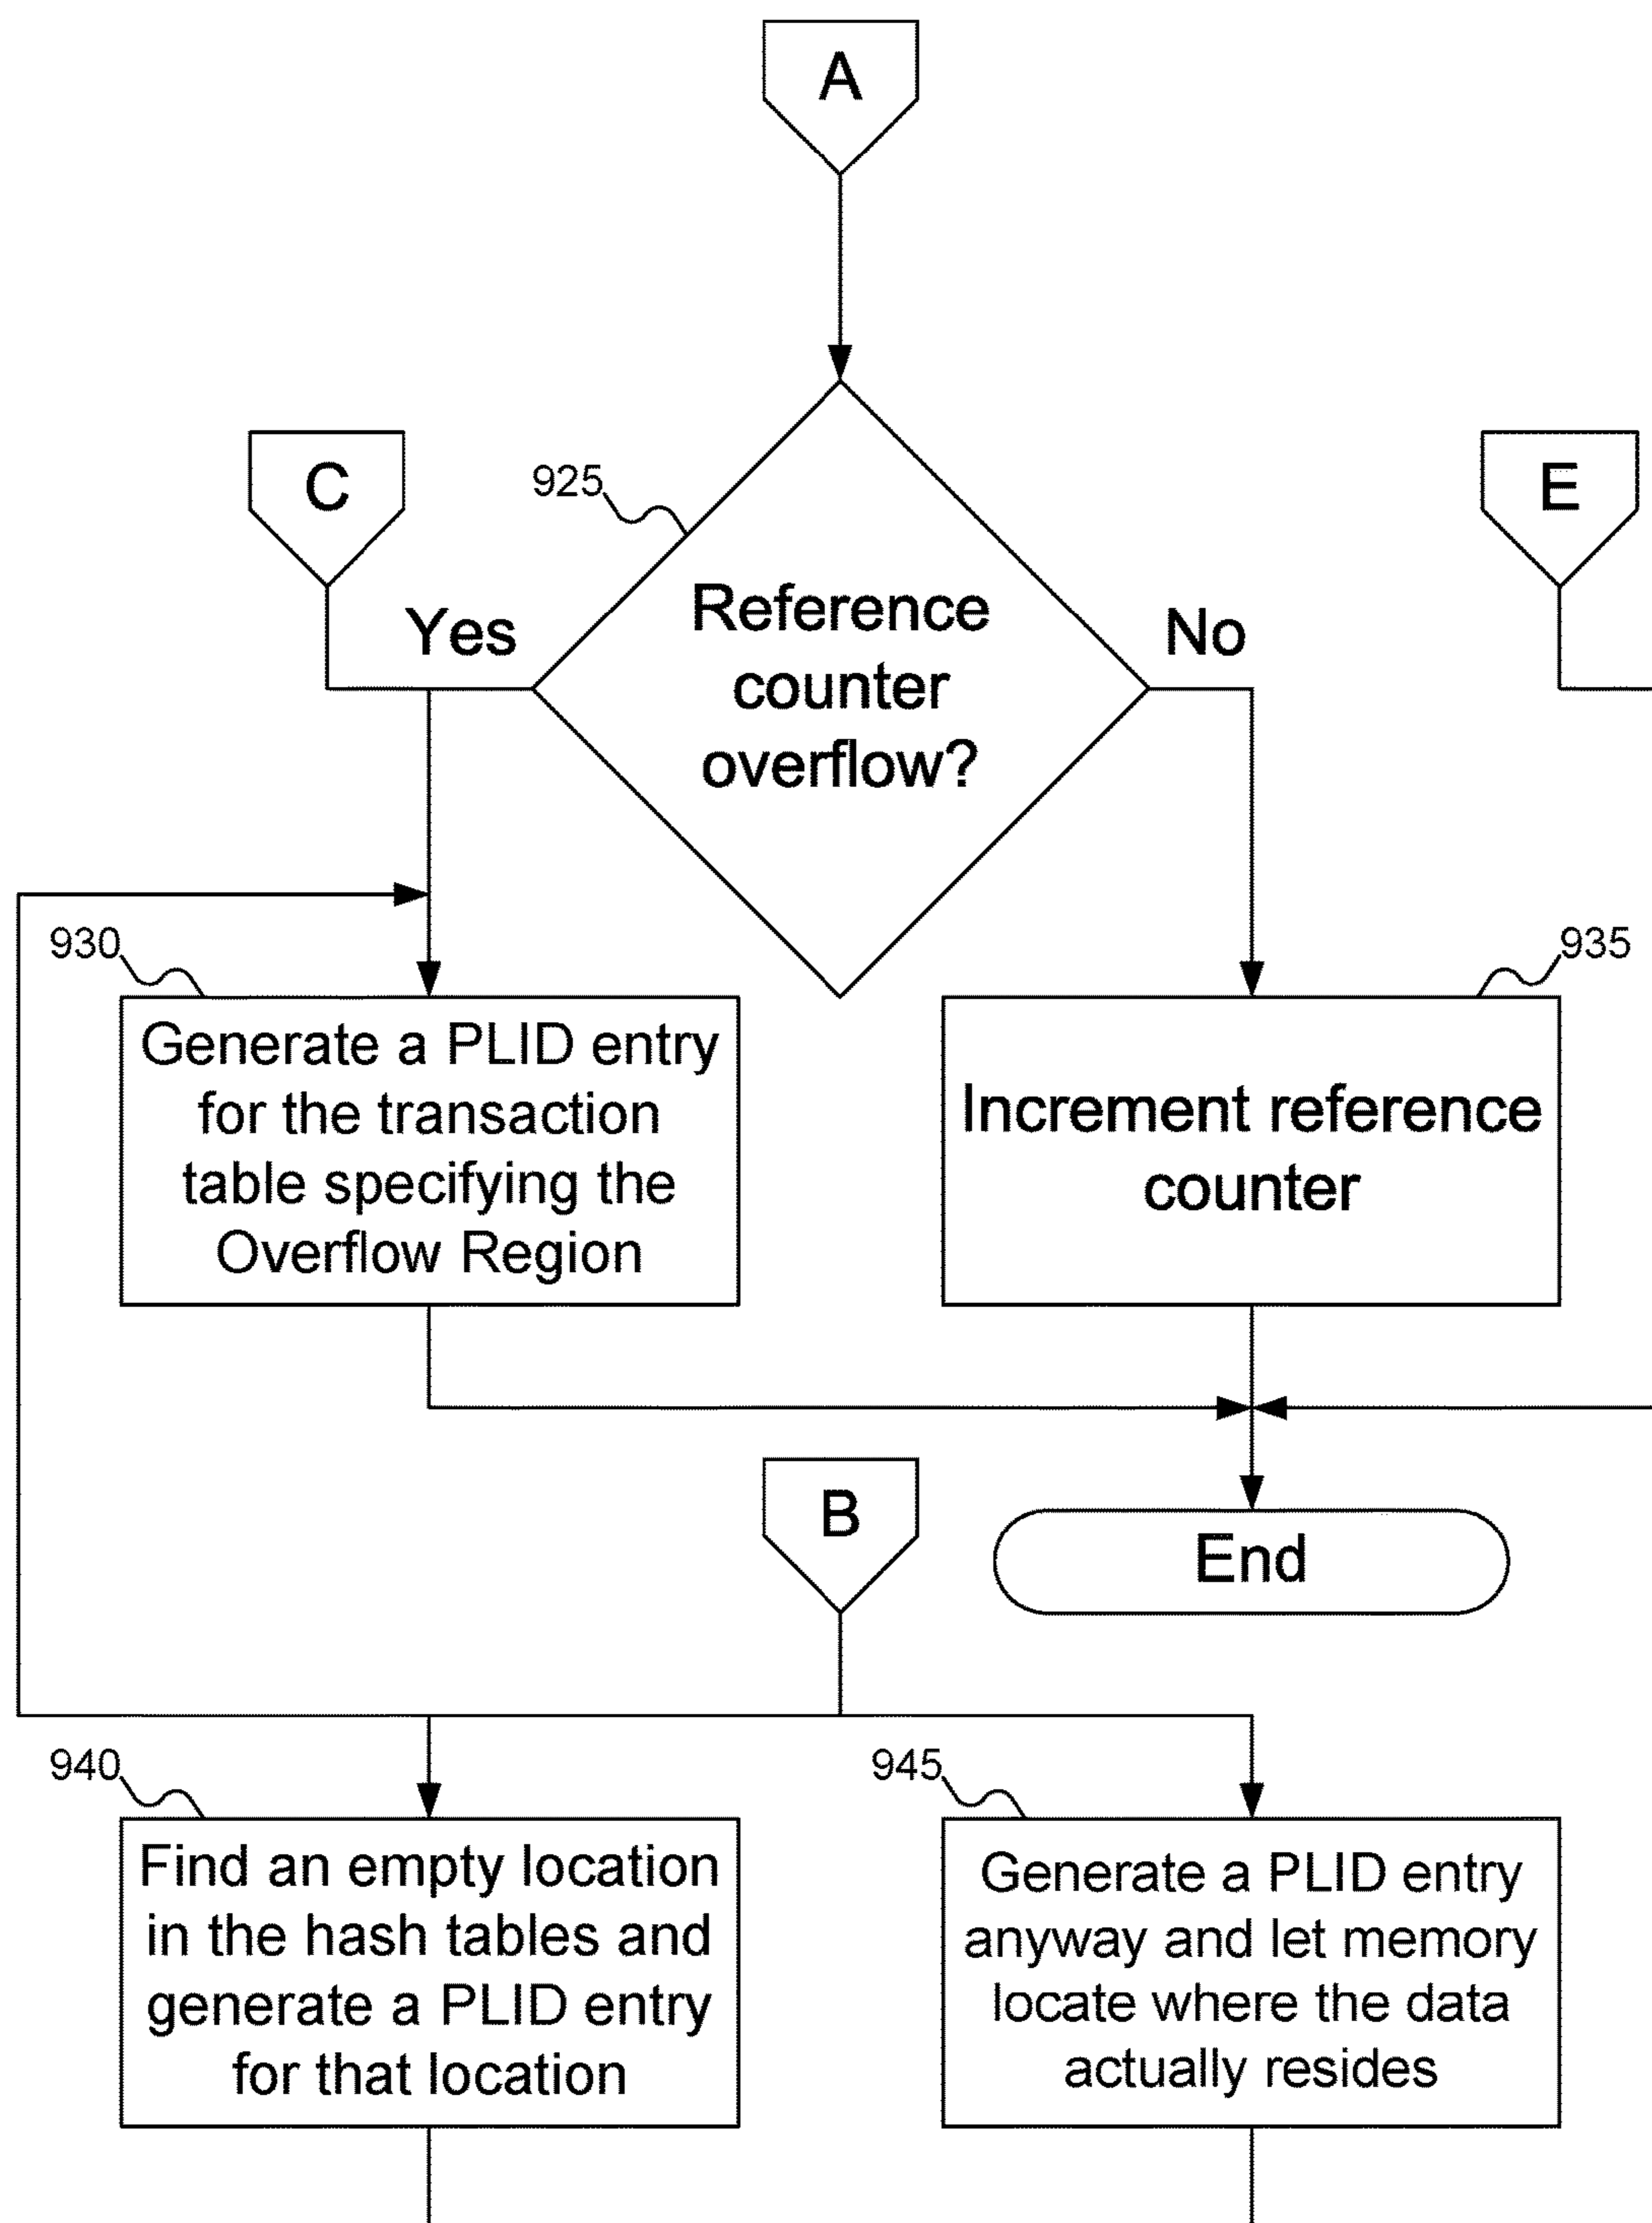 A
C
925
E
Yes
Reference
counter
overflow?
No
930
935
Generate a PLID entry
for the transaction
table specifying the
Overflow Region
Increment reference
counter
B
End
940
945
Find an empty location
in the hash tables and
generate a PLID entry
for that location
Generate a PLID entry
anyway and let memory
locate where the data
actually resides